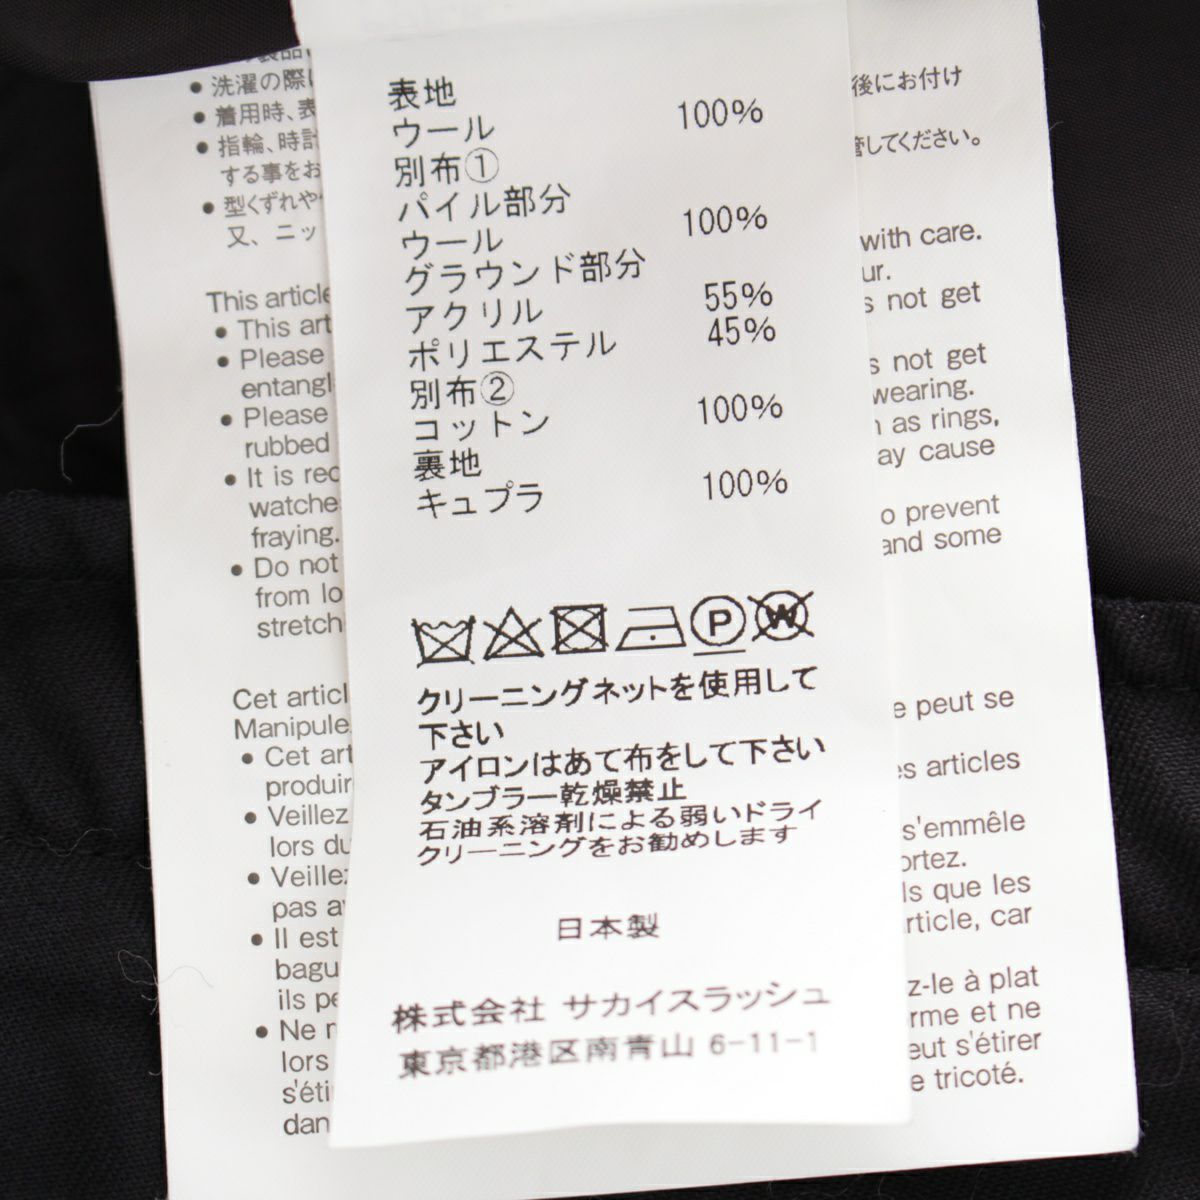 表地
ウール 100%
別布①
パイル部分
ウール 100%
グラウンド部分
アクリル 55%
ポリエステル 45%
別布②
コットン 100%
裏地
キュプラ 100%
P W
クリーニングネットを使用して
下さい
アイロンはあて布をして下さい
タンブラー乾燥禁止
石油系溶剤による弱いドライ
クリーニングをお勧めします
日本製
株式会社 サカイスラッシュ
東京都港区南青山 6-11-1
• 洗濯の際に
後にお付け
• 着用時、表
• 指輪、時計
管してください。
する事をお
• 型くずれや
又、ニッ
This article
with care.
• This art
ur.
• Please
s not get
entangl
• Please
s not get
rubbed
wearing.
• It is rec
as rings,
watche
ay cause
fraying.
• Do not
o prevent
from lo
and some
stretch
Cet articl
e peut se
Manipule
• Cet art
es articles
produir
• Veillez
s'emmêle
lors du
ortez.
• Veillez
ls que les
pas a
rticle, car
• Il est
bagu
z-le à plat
ils pe
rme et ne
• Ne
eut s'étirer
lors
e tricoté.
s'éti
dan